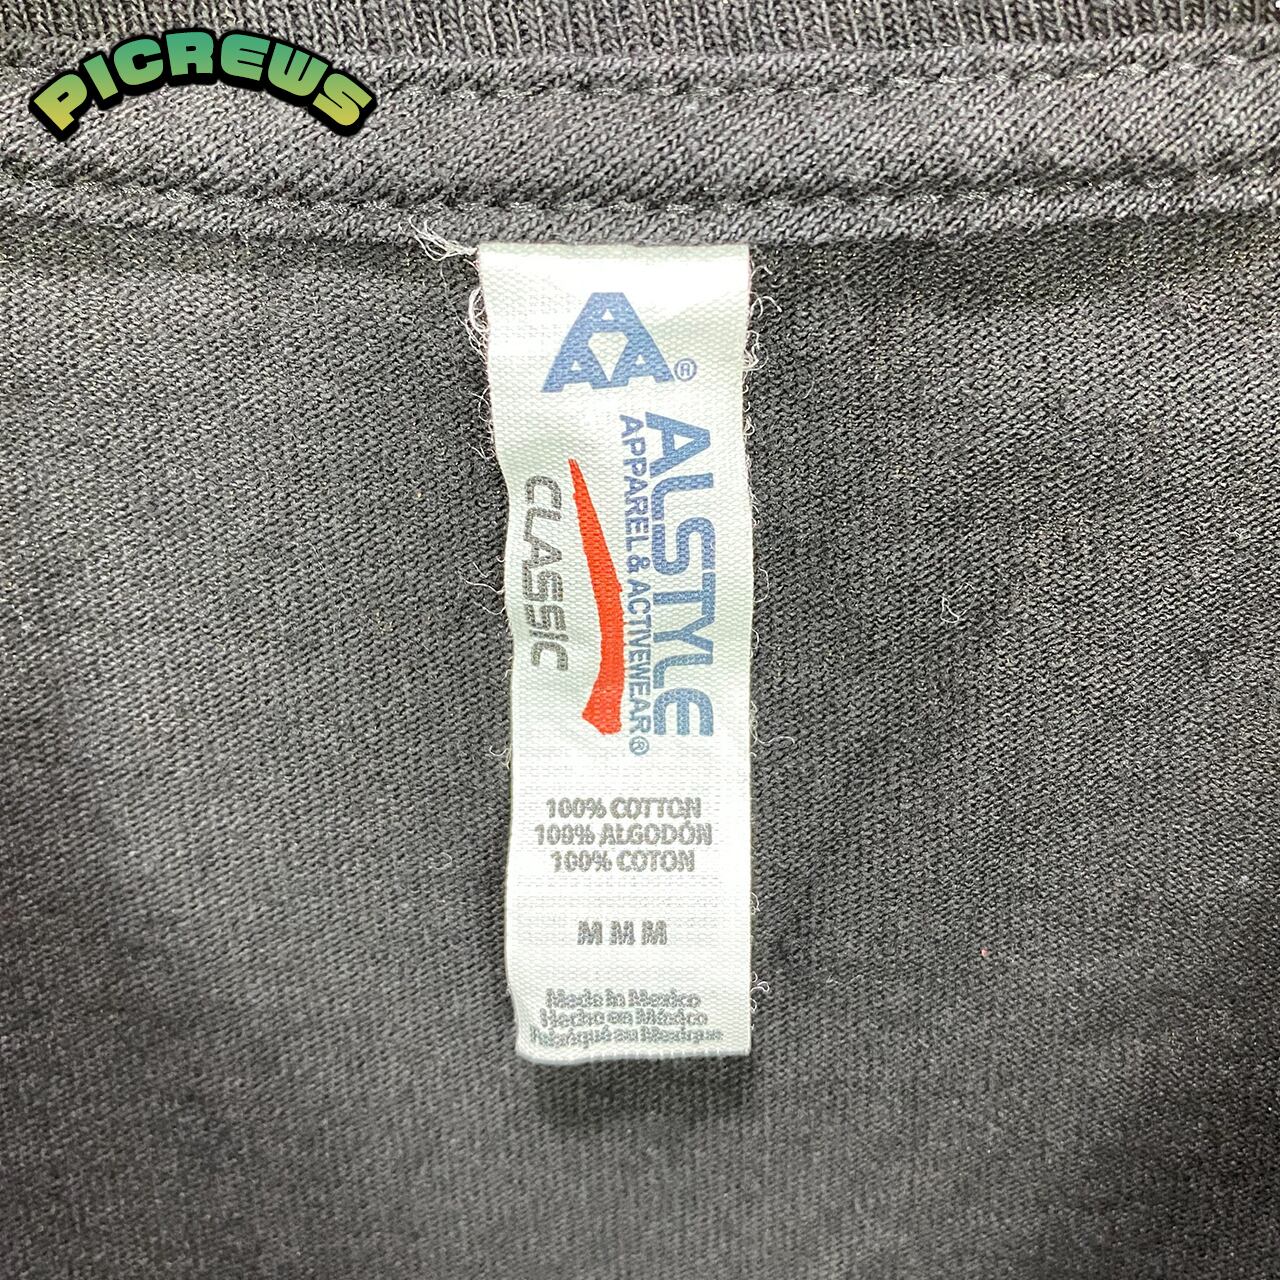 PICREWS
AAA®
ALSTYLE
APPAREL & ACTIVEWEAR®
CLASSIC
100% COTTON
100% ALGODÓN
100% COTON
M M M
Made in Mexico
Hecho en México
Fabriqué au Mexique